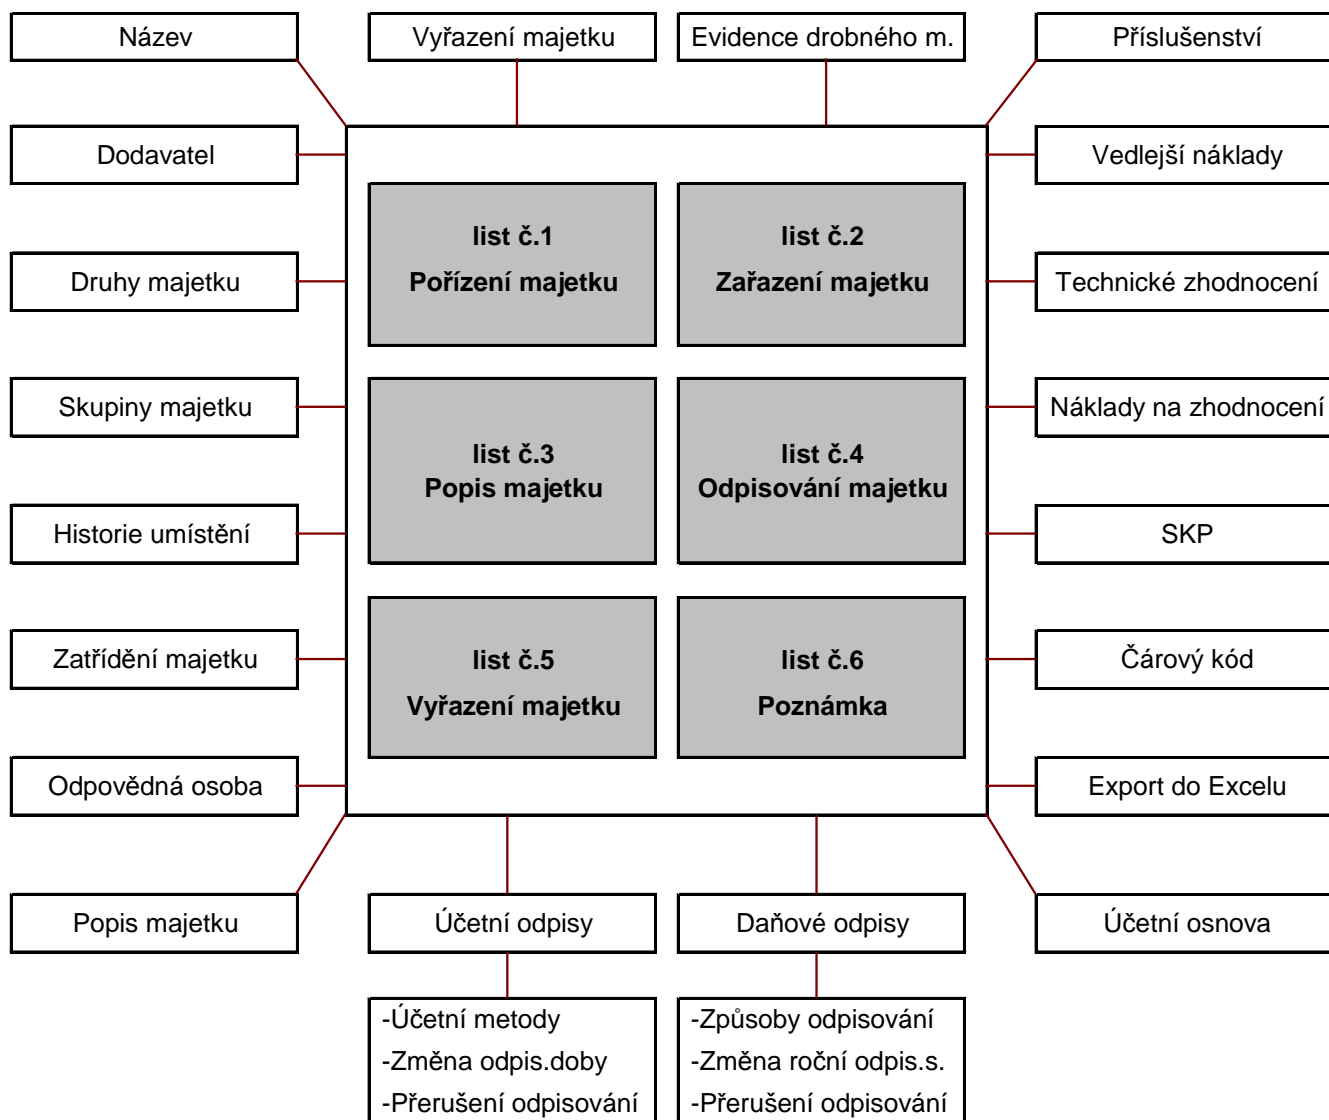 Název
Vyřazení majetku
Evidence drobného m.
Příslušenství
Dodavatel
Vedlejší náklady
list č.1
Pořízení majetku
list č.2
Zařazení majetku
Druhy majetku
Technické zhodnocení
Skupiny majetku
Náklady na zhodnocení
list č.3
Popis majetku
list č.4
Odpisování majetku
Historie umístění
SKP
Zatřídění majetku
Čárový kód
list č.5
Vyřazení majetku
list č.6
Poznámka
Odpovědná osoba
Export do Excelu
Popis majetku
Účetní odpisy
Daňové odpisy
Účetní osnova
-Účetní metody
-Změna odpis.doby
-Přerušení odpisování
-Způsoby odpisování
-Změna roční odpis.s.
-Přerušení odpisování